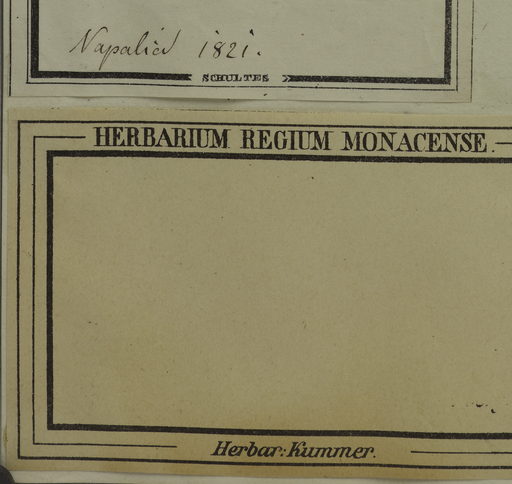 Napalia 1821.
SCHULTES
HERBARIUM REGIUM MONACENSE.
Herbar: Kummer.